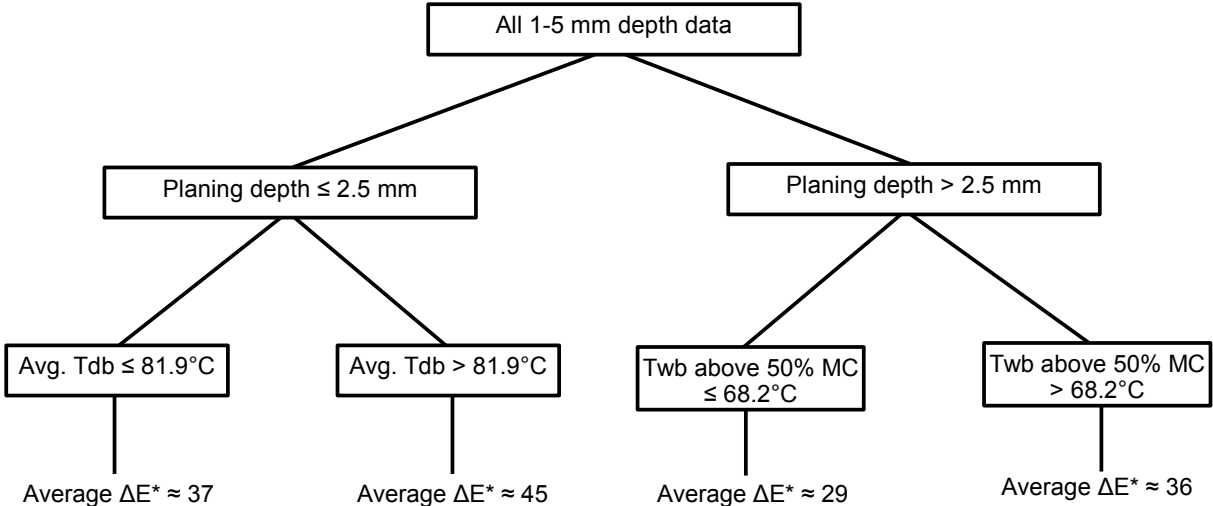 All 1-5 mm depth data
Planing depth ≤ 2.5 mm
Planing depth > 2.5 mm
Avg. Tdb ≤ 81.9°C
Avg. Tdb > 81.9°C
Twb above 50% MC
≤ 68.2°C
Twb above 50% MC
> 68.2°C
Average ΔE* ≈ 37
Average ΔE* ≈ 45
Average ΔE* ≈ 29
Average ΔE* ≈ 36